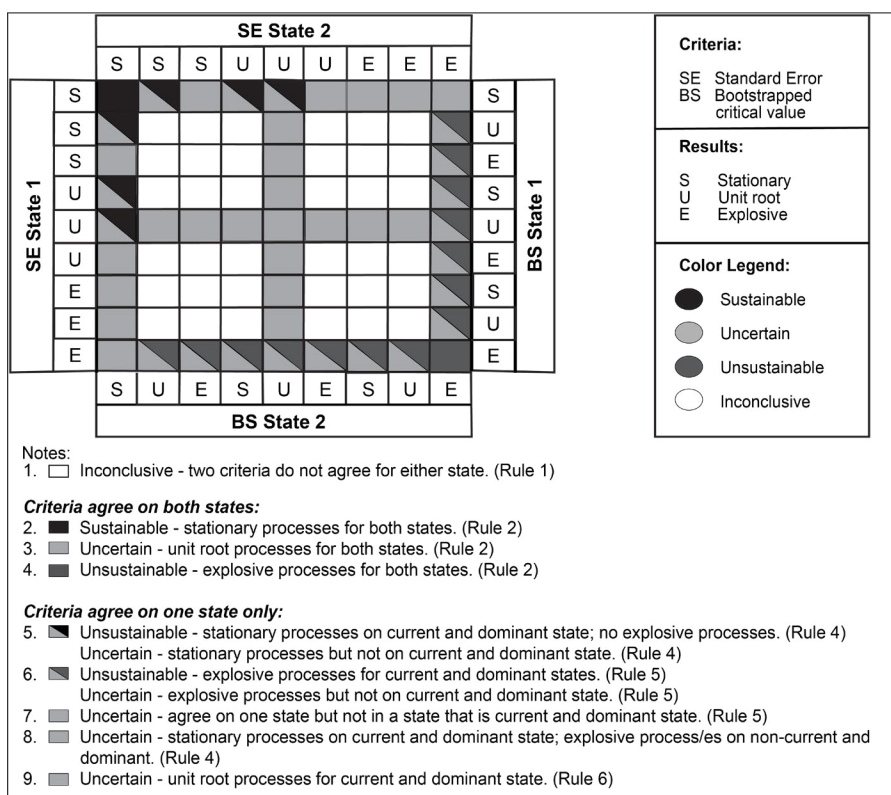 SE State 2
S S S U U U E E E
SE State 1
S
S
S
U
U
U
E
E
E
S
U
E
S
U
E
S
U
E
BS State 1
S U E S U E S U E
BS State 2
Criteria:
SE Standard Error
BS Bootstrapped
critical value
Results:
S Stationary
U Unit root
E Explosive
Color Legend:
Sustainable
Uncertain
Unsustainable
Inconclusive
Notes:
1. Inconclusive - two criteria do not agree for either state. (Rule 1)
Criteria agree on both states:
2. Sustainable - stationary processes for both states. (Rule 2)
3. Uncertain - unit root processes for both states. (Rule 2)
4. Unsustainable - explosive processes for both states. (Rule 2)
Criteria agree on one state only:
5. Unsustainable - stationary processes on current and dominant state; no explosive processes. (Rule 4)
Uncertain - stationary processes but not on current and dominant state. (Rule 4)
6. Unsustainable - explosive processes for current and dominant states. (Rule 5)
Uncertain - explosive processes but not on current and dominant state. (Rule 5)
7. Uncertain - agree on one state but not in a state that is current and dominant state. (Rule 5)
8. Uncertain - stationary processes on current and dominant state; explosive process/es on non-current and
dominant. (Rule 4)
9. Uncertain - unit root processes for current and dominant state. (Rule 6)